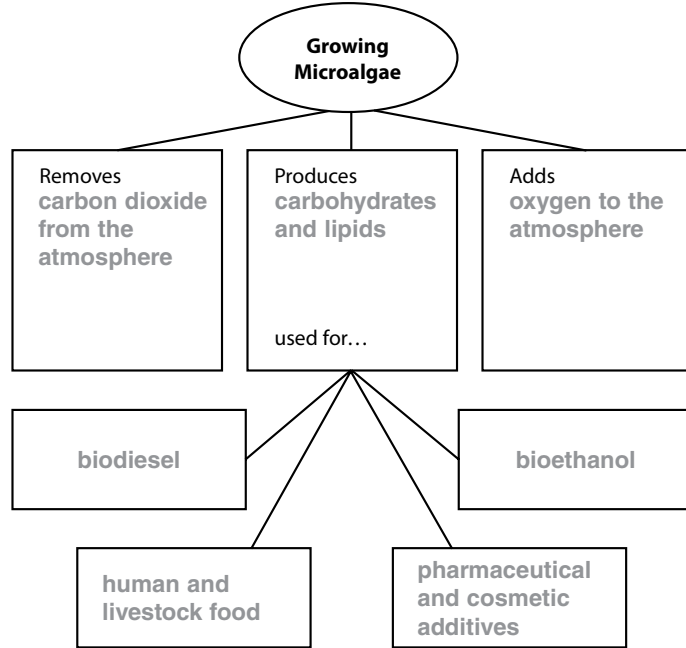 Growing
Microalgae
Removes
carbon dioxide
from the
atmosphere
Produces
carbohydrates
and lipids
used for…
Adds
oxygen to the
atmosphere
biodiesel
bioethanol
human and
livestock food
pharmaceutical
and cosmetic
additives